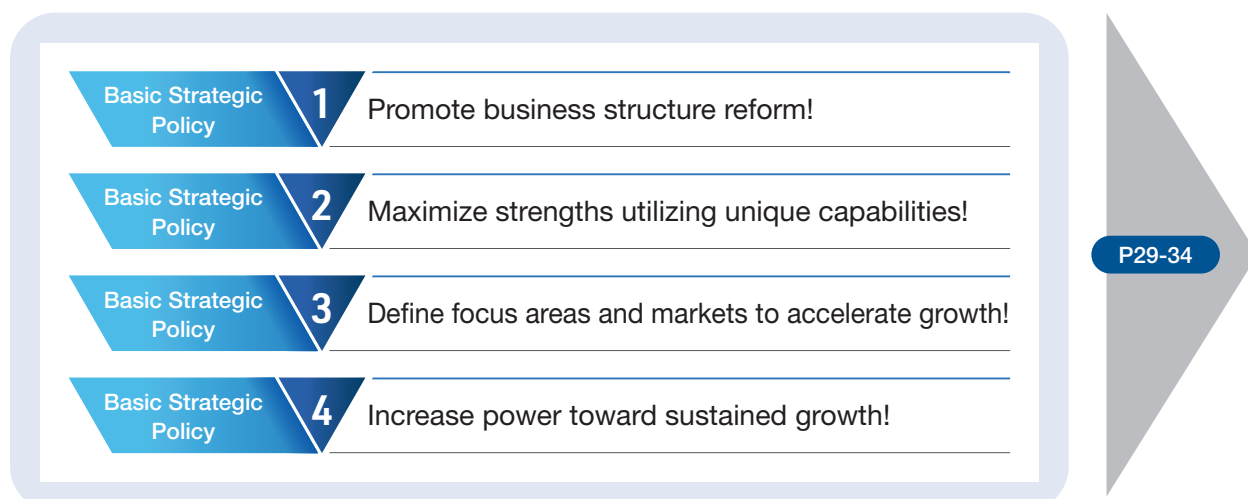 Basic Strategic
Policy
1
Promote business structure reform!
Basic Strategic
Policy
2
Maximize strengths utilizing unique capabilities!
Basic Strategic
Policy
3
Define focus areas and markets to accelerate growth!
Basic Strategic
Policy
4
Increase power toward sustained growth!
P29-34